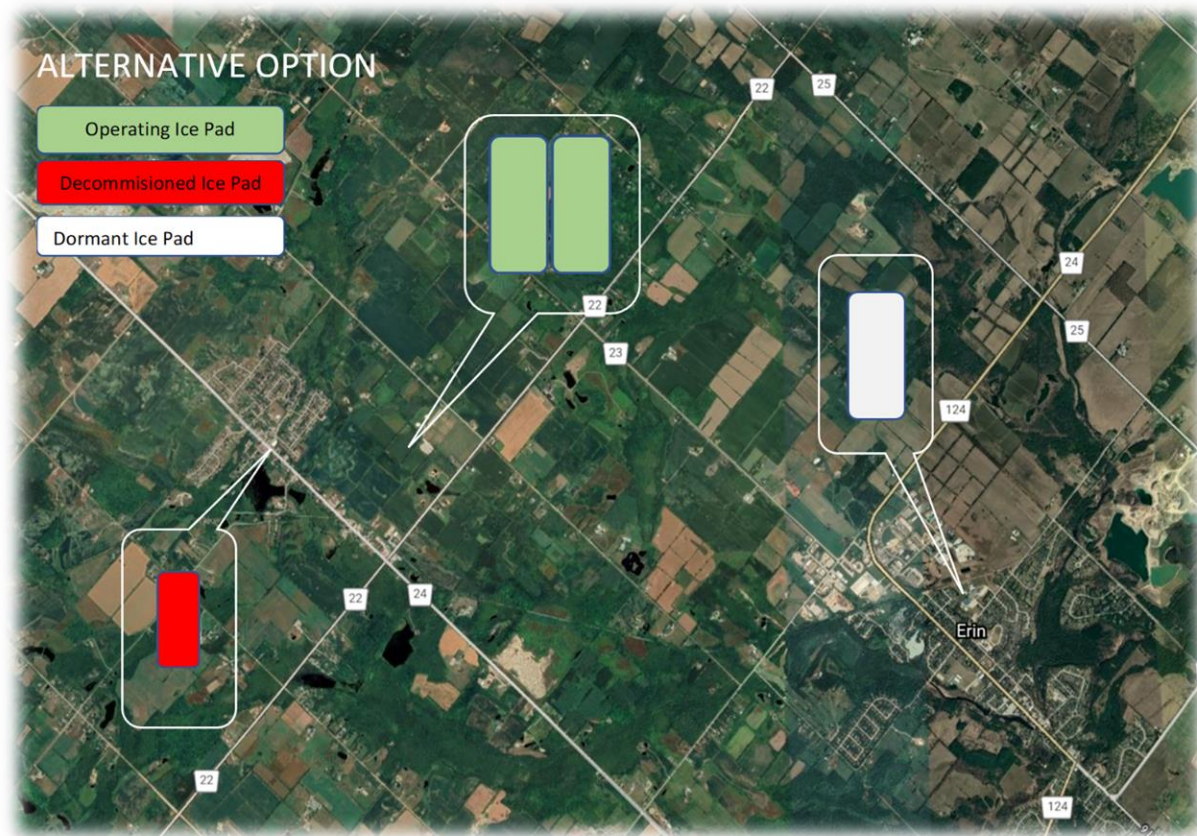 ALTERNATIVE OPTION
Operating Ice Pad
Decommisioned Ice Pad
Dormant Ice Pad
22
25
24
22
25
23
124
22
24
Erin
22
124